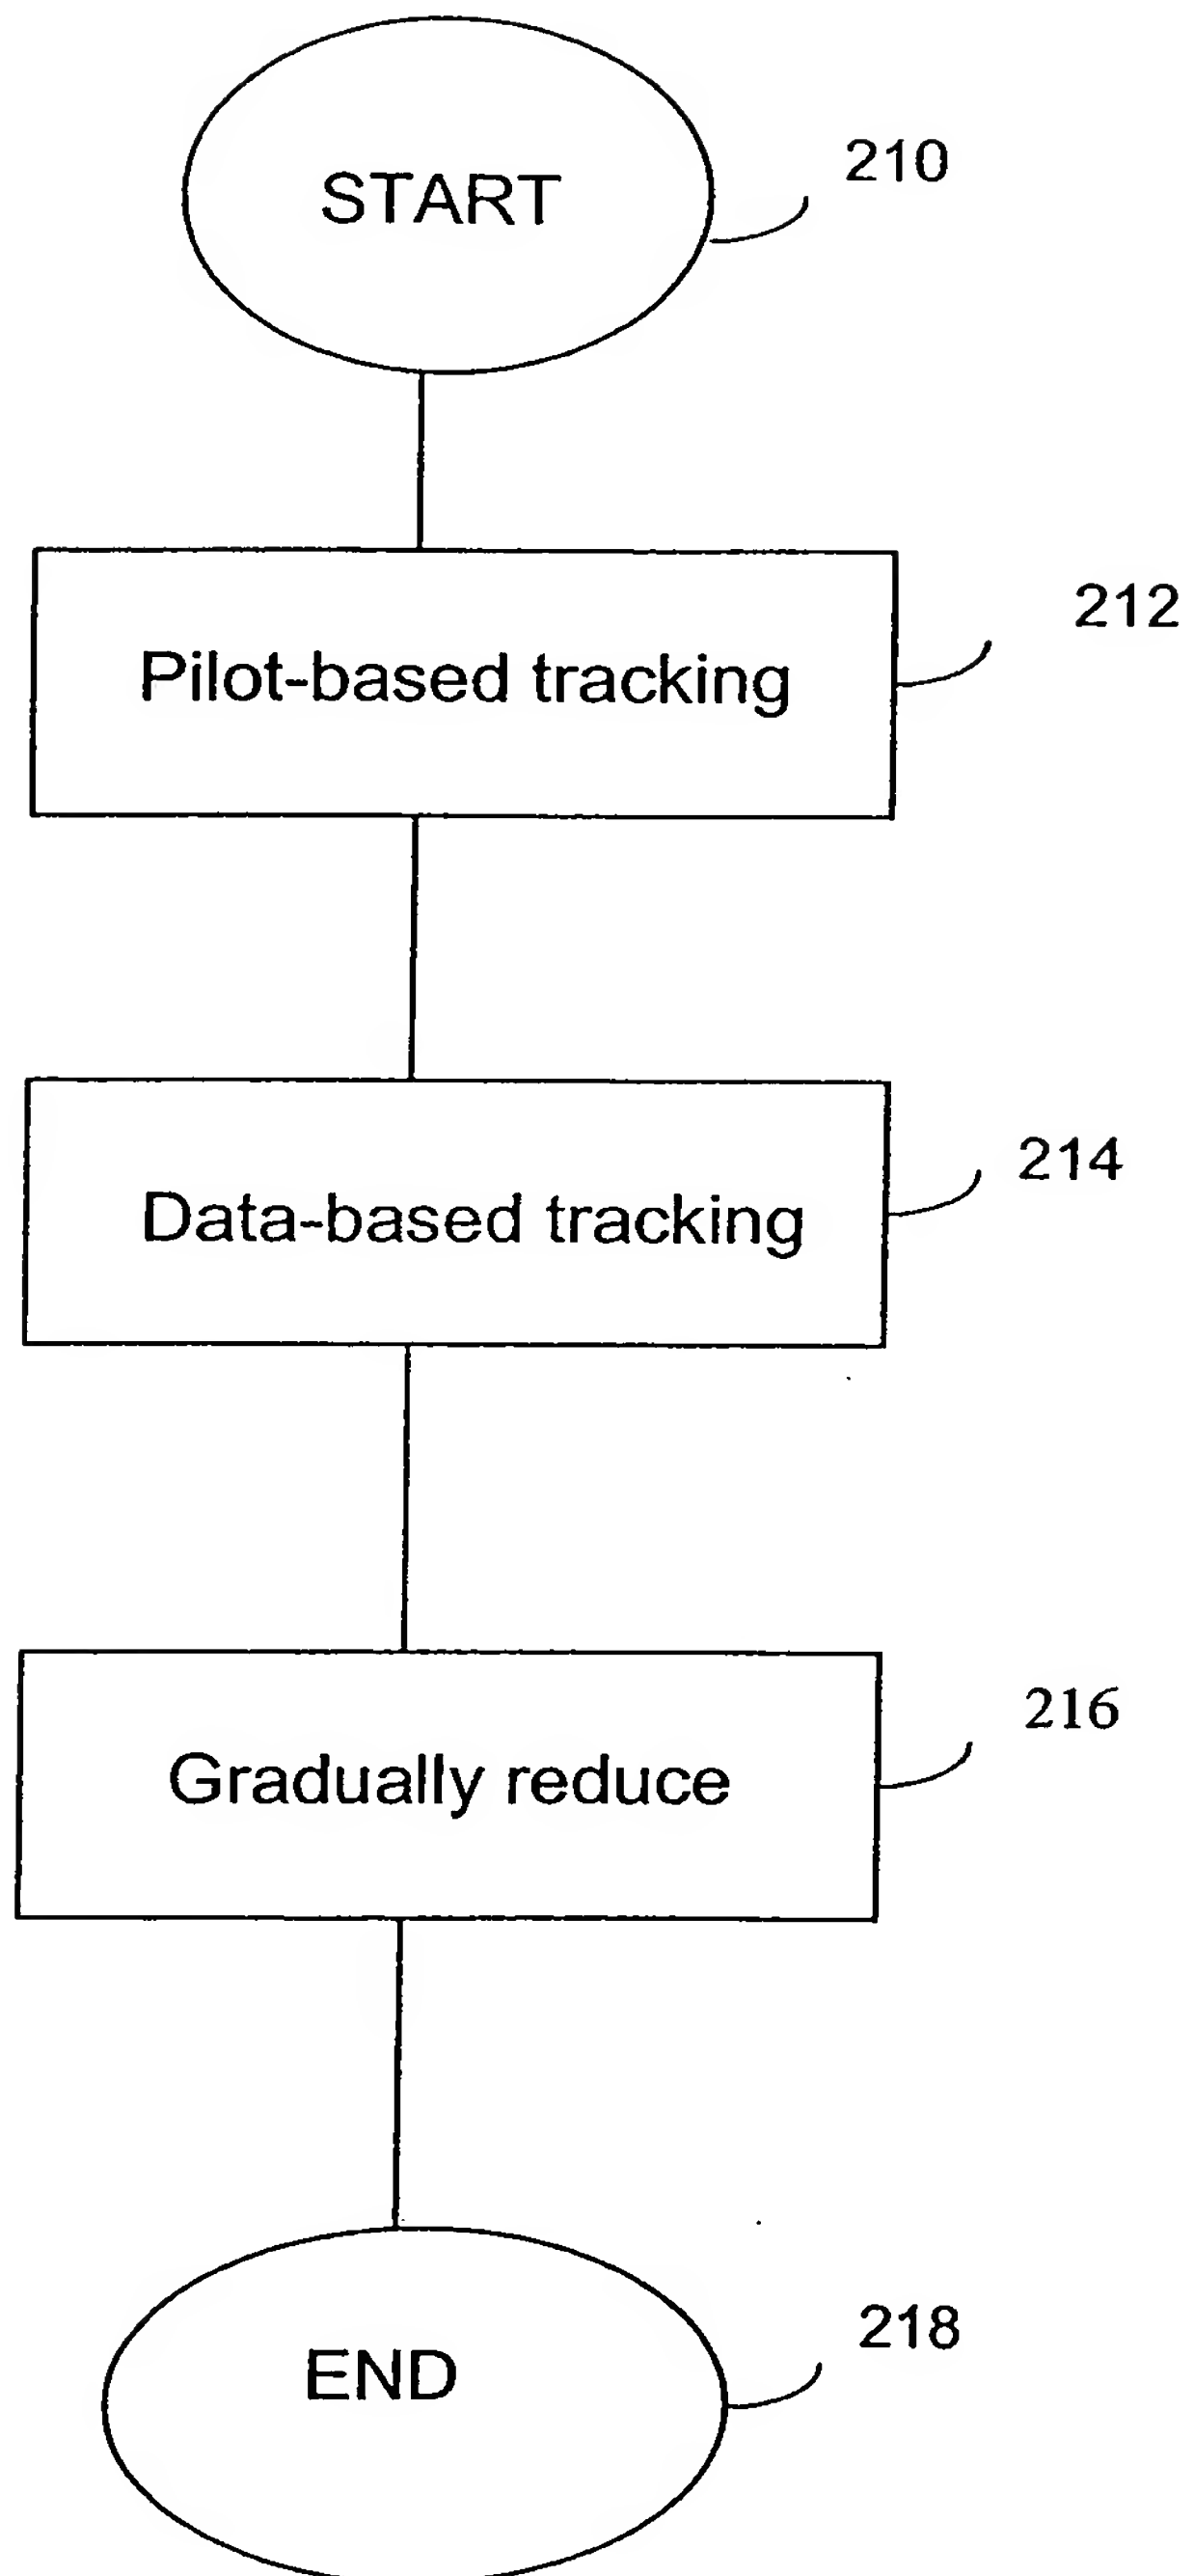 START
210
Pilot-based tracking
212
Data-based tracking
214
Gradually reduce
216
END
218